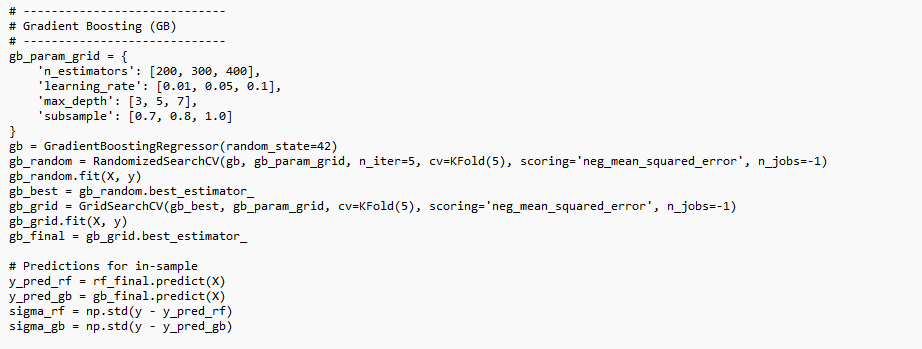 # ----------------------------
# Gradient Boosting (GB)
# ----------------------------
gb_param_grid = {
    'n_estimators': [200, 300, 400],
    'learning_rate': [0.01, 0.05, 0.1],
    'max_depth': [3, 5, 7],
    'subsample': [0.7, 0.8, 1.0]
}
gb = GradientBoostingRegressor(random_state=42)
gb_random = RandomizedSearchCV(gb, gb_param_grid, n_iter=5, cv=KFold(5), scoring='neg_mean_squared_error', n_jobs=-1)
gb_random.fit(X, y)
gb_best = gb_random.best_estimator_
gb_grid = GridSearchCV(gb_best, gb_param_grid, cv=KFold(5), scoring='neg_mean_squared_error', n_jobs=-1)
gb_grid.fit(X, y)
gb_final = gb_grid.best_estimator_

# Predictions for in-sample
y_pred_rf = rf_final.predict(X)
y_pred_gb = gb_final.predict(X)
sigma_rf = np.std(y - y_pred_rf)
sigma_gb = np.std(y - y_pred_gb)